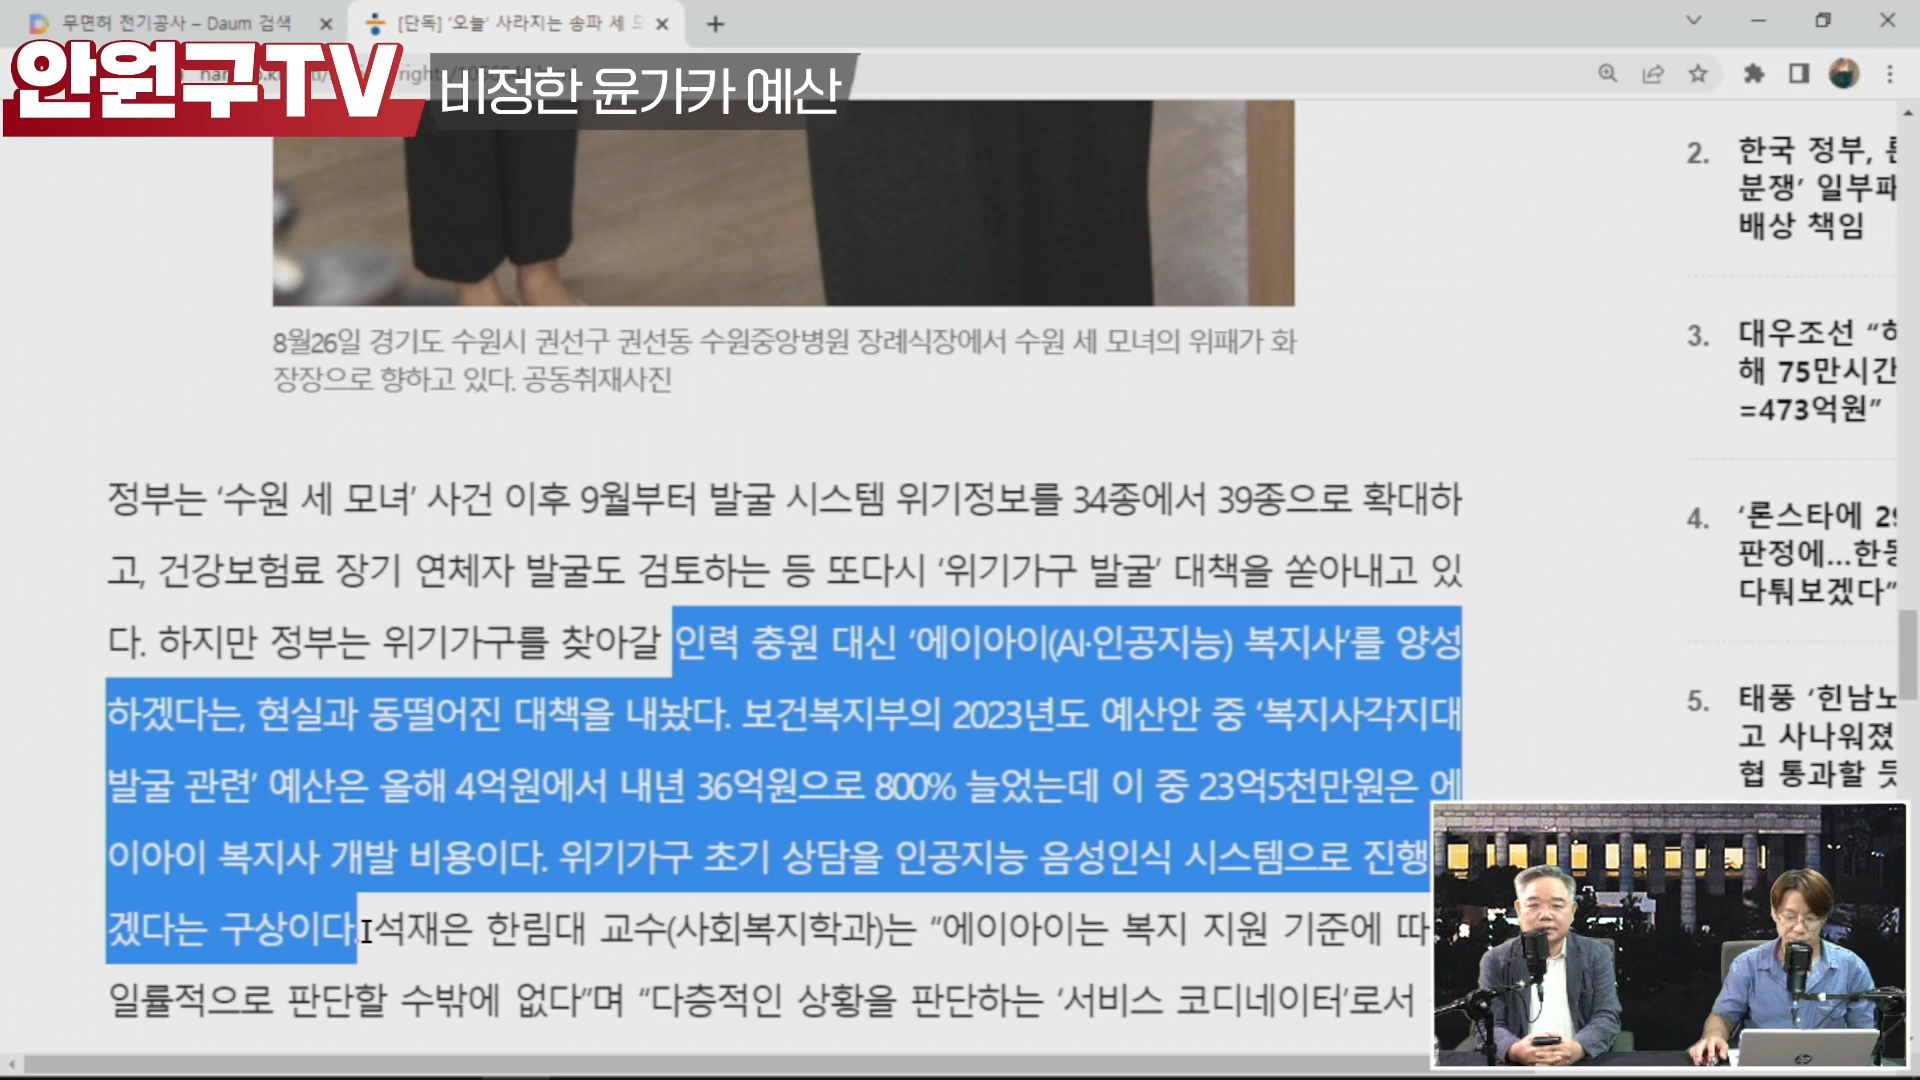 무면허 전기공사 – Daum 검색
[단독] ‘오늘’ 사라지는 송파 세 모
안원구TV
비정한 윤가카 예산
8월26일 경기도 수원시 권선구 권선동 수원중앙병원 장례식장에서 수원 세 모녀의 위패가 화
장장으로 향하고 있다. 공동취재사진
정부는 ‘수원 세 모녀’ 사건 이후 9월부터 발굴 시스템 위기정보를 34종에서 39종으로 확대하
고, 건강보험료 장기 연체자 발굴도 검토하는 등 또다시 ‘위기가구 발굴’ 대책을 쏟아내고 있
다. 하지만 정부는 위기가구를 찾아갈 인력 충원 대신 ‘에이아이(AI·인공지능) 복지사’를 양성
하겠다는, 현실과 동떨어진 대책을 내놨다. 보건복지부의 2023년도 예산안 중 ‘복지사각지대
발굴 관련’ 예산은 올해 4억원에서 내년 36억원으로 800% 늘었는데 이 중 23억5천만원은 에
이아이 복지사 개발 비용이다. 위기가구 초기 상담을 인공지능 음성인식 시스템으로 진행
겠다는 구상이다. 석재은 한림대 교수(사회복지학과)는 “에이아이는 복지 지원 기준에 따
일률적으로 판단할 수밖에 없다”며 “다층적인 상황을 판단하는 ‘서비스 코디네이터’로서
2. 한국 정부,
분쟁’ 일부패
배상 책임
3. 대우조선 “하
해 75만시간
=473억원”
4. ‘론스타에 29
판정에...한동
다퉈보겠다”
5. 태풍 ‘힌남노
고 사나워졌
협 통과할 듯
hp